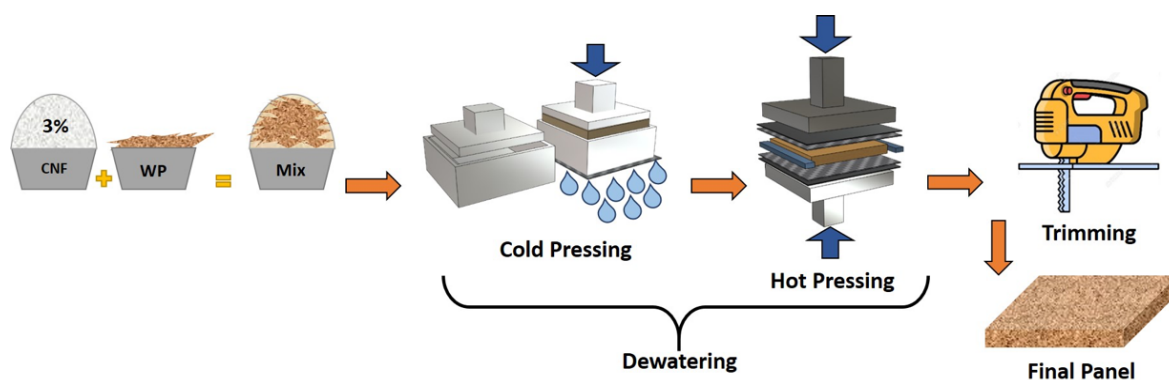 3%
CNF
+
WP
=
Mix
Cold Pressing
Hot Pressing
Dewatering
Trimming
Final Panel